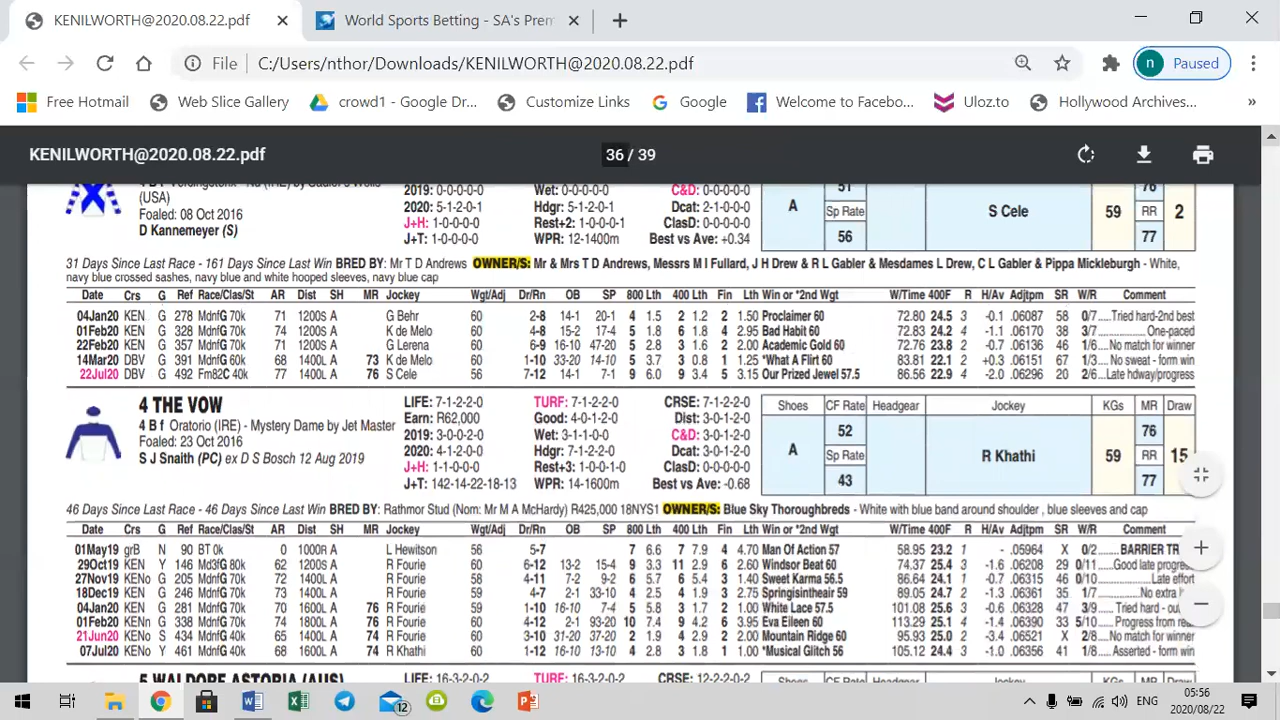 KENILWORTH@2020.08.22.pdf
World Sports Betting - SA's Prem
File C:/Users/nthor/Downloads/KENILWORTH@2020.08.22.pdf
n Paused
Free Hotmail Web Slice Gallery crowd1 - Google Dr... Customize Links Google Welcome to Faceb... Uloz.to Hollywood Archives... »
KENILWORTH@2020.08.22.pdf 36 / 39
(USA)
Foaled: 08 Oct 2016
D Kannemeyer (S)
2019: 0-0-0-0-0 Wet: 0-0-0-0-0 C&D: 0-0-0-0-0
2020: 5-1-2-0-1 Hdgr: 5-1-2-0-1 Dcat: 2-1-0-0-0
J+H: 1-0-0-0-0 Rest+2: 1-0-0-0-1 ClasD: 0-0-0-0-0
J+T: 1-0-0-0-0 WPR: 12-1400m Best vs Ave: +0.34
A Sp Rate 56 S Cele 59 RR 77 2
31 Days Since Last Race - 161 Days Since Last Win BRED BY: Mr T D Andrews OWNER/S: Mr & Mrs T D Andrews, Messrs M I Fullard, J H Drew & R L Gabler & Mesdames L Drew, C L Gabler & Pippa Mickleburgh - White,
navy blue crossed sashes, navy blue and white hooped sleeves, navy blue cap
Date Crs G Ref Race/Clas/St AR Dist SH MR Jockey Wgt/Adj Dr/Rn OB SP 800 Lth 400 Lth Fin Lth Win or *2nd Wgt W/Time 400F R H/Av Adjtpm SR W/R Comment
04Jan20 KEN G 278 MdnfG 70k 71 1200S A G Behr 60 2-8 14-1 20-1 4 1.5 2 1.2 2 1.50 Proclaimer 60 72.80 24.5 3 -0.1 .06087 58 0/7 ...Tried hard-2nd best
01Feb20 KEN G 328 MdnfG 70k 74 1200S A K de Melo 60 4-8 15-2 17-4 5 1.8 6 1.8 4 2.95 Bad Habit 60 72.83 24.2 4 -1.1 .06170 38 3/7 ...One-paced
22Feb20 KEN G 357 MdnfG 70k 71 1200S A G Lerena 60 6-9 16-10 47-20 5 2.8 3 1.6 2 2.00 Academic Gold 60 72.76 23.8 2 -0.7 .06136 46 1/6 ...No match for winner
14Mar20 DBV G 391 MdnfG 60k 68 1400L A 73 K de Melo 60 1-10 33-20 14-10 5 3.7 3 0.8 1 1.25 *What A Flirt 60 83.81 22.1 2 +0.3 .06151 67 1/3 ...No sweat - form win
22Jul20 DBV G 492 Fm82C 40k 77 1400L A 76 S Cele 56 7-12 14-1 7-1 9 6.0 9 3.4 5 3.15 Our Prized Jewel 57.5 86.56 22.9 4 -2.0 .06296 20 2/6 ...Late hdway/progress
4 THE VOW
4 B f Oratorio (IRE) - Mystery Dame by Jet Master
Foaled: 23 Oct 2016
S J Snaith (PC) ex D S Bosch 12 Aug 2019
LIFE: 7-1-2-2-0 TURF: 7-1-2-2-0 CRSE: 7-1-2-2-0
Earn: R62,000 Good: 4-0-1-2-0 Dist: 3-0-1-2-0
2019: 3-0-0-2-0 Wet: 3-1-1-0-0 C&D: 3-0-1-2-0
2020: 4-1-2-0-0 Hdgr: 7-1-2-2-0 Dcat: 3-0-1-2-0
J+H: 1-1-0-0-0 Rest+3: 1-0-0-1-0 ClasD: 0-0-0-0-0
J+T: 142-14-22-18-13 WPR: 14-1600m Best vs Ave: -0.68
Shoes CF Rate Headgear Jockey KGs MR Draw
A 52 Sp Rate 43 R Khathi 59 76 RR 77 15
46 Days Since Last Race - 46 Days Since Last Win BRED BY: Rathmor Stud (Nom: Mr M A McHardy) R425,000 18NYS1 OWNER/S: Blue Sky Thoroughbreds - White with blue band around shoulder , blue sleeves and cap
Date Crs G Ref Race/Clas/St AR Dist SH MR Jockey Wgt/Adj Dr/Rn OB SP 800 Lth 400 Lth Fin Lth Win or *2nd Wgt W/Time 400F R H/Av Adjtpm SR W/R Comment
01May19 grB N 90 BT 0k 0 1000R A L Hewitson 56 5-7 7 6.6 7 7.9 4 4.70 Man Of Action 57 58.95 23.2 1 - .05964 X 0/2 ...BARRIER TR
29Oct19 KEN Y 146 Md3fG 80k 62 1200S A R Fourie 60 6-12 13-2 15-4 9 3.3 11 2.9 6 2.60 Windsor Beat 60 74.37 25.4 1 -1.6 .06208 29 0/11 ...Good late progres
27Nov19 KENo G 205 MdnfG 70k 72 1400L A R Fourie 58 4-11 7-2 9-2 6 5.7 6 5.4 3 1.40 Sweet Karma 56.5 86.64 24.1 1 -0.7 .06315 46 0/10 ...Late effort
18Dec19 KEN G 246 MdnfG 70k 73 1400L A R Fourie 59 4-7 2-1 33-10 4 2.5 4 1.9 3 2.75 Springisintheair 59 89.05 24.7 2 -1.3 .06361 35 1/7 ...No extra
04Jan20 KEN G 281 MdnfG 70k 70 1600L A 76 R Fourie 59 1-10 16-10 7-4 5 5.8 3 1.7 2 1.00 White Lace 57.5 101.08 25.6 3 -0.6 .06328 47 3/9 ...Tried hard - ou
01Feb20 KENo G 338 MdnfG 70k 74 1800L A 76 R Fourie 60 9-11 9-10 93-20 10 7.4 9 4.2 6 3.95 Eva Eileen 60 113.29 25.1 4 -1.4 .06390 33 5/10 ...Progress from rea
21Jun20 KENo S 434 MdnfG 40k 65 1400L A 74 R Fourie 60 3-10 31-20 37-20 2 1.9 4 2.9 2 2.00 Mountain Ridge 60 95.93 25.0 2 -3.4 .06521 X 2/8 ...No match for winner
07Jul20 KENo Y 461 MdnfG 40k 68 1600L A 74 R Khathi 60 1-12 16-10 13-10 4 2.8 3 1.8 1 1.00 *Musical Glitch 56 105.12 24.4 3 -1.0 .06356 41 1/8 ...Asserted - form win
5 WALDORF ASTORIA (AUS) LIFE: 16-3-2-0-2 TURF: 16-3-2-0-2 CRSE: 12-2-2-0-2 Shoes CF Rate Headgear Jockey KGs MR Draw
12 ENG 05:56
2020/08/22